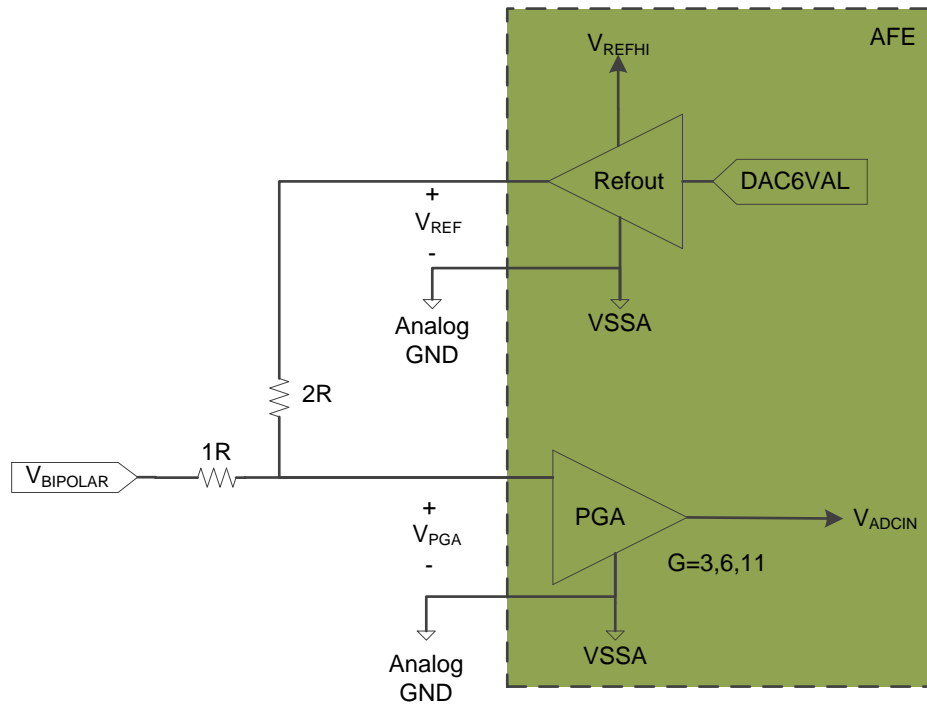 AFE
VREFHI
Refout
DAC6VAL
+
VREF
-
Analog
GND
VSSA
2R
1R
VBIPOLAR
+
VPGA
-
PGA
VADCIN
G=3,6,11
Analog
GND
VSSA